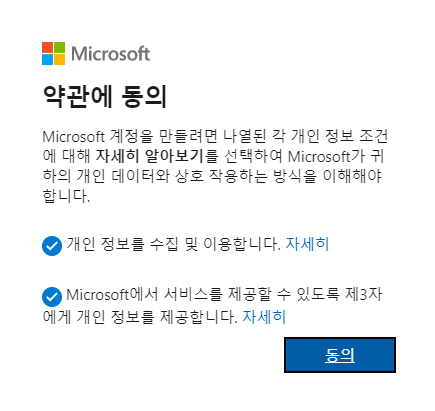 Microsoft
약관에 동의
Microsoft 계정을 만들려면 나열된 각 개인 정보 조건
에 대해 자세히 알아보기를 선택하여 Microsoft가 귀
하의 개인 데이터와 상호 작용하는 방식을 이해해야
합니다.
개인 정보를 수집 및 이용합니다. 자세히
Microsoft에서 서비스를 제공할 수 있도록 제3자
에게 개인 정보를 제공합니다. 자세히
동의